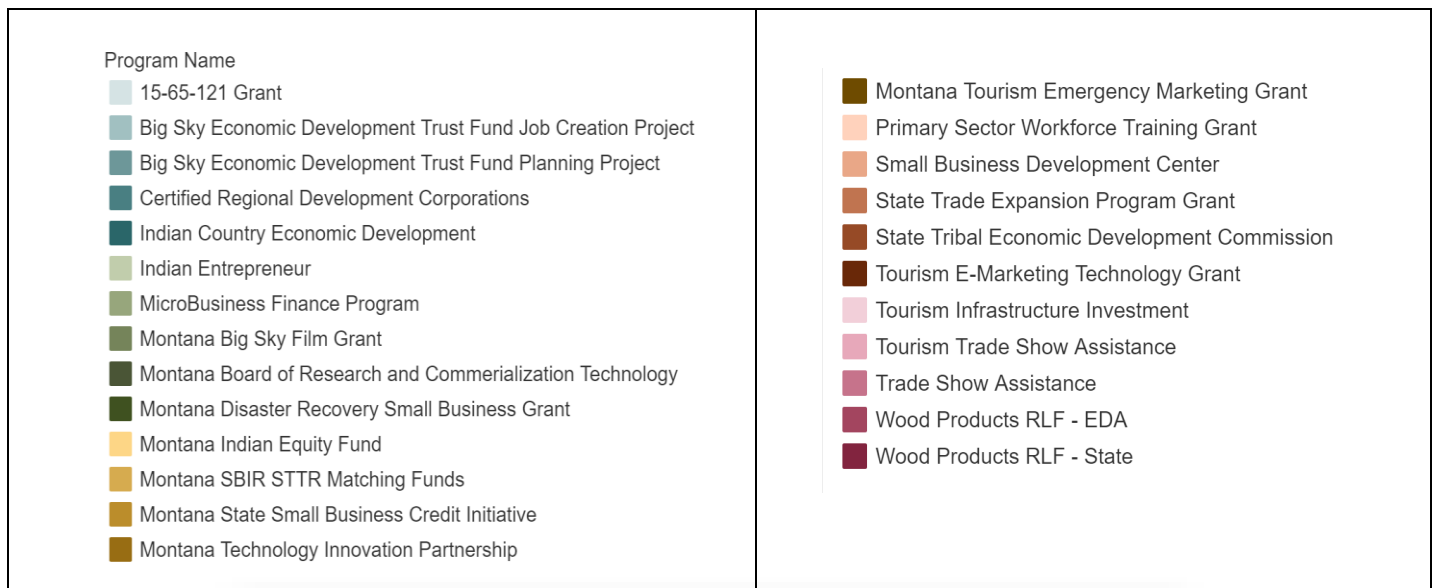 Program Name
15-65-121 Grant
Big Sky Economic Development Trust Fund Job Creation Project
Big Sky Economic Development Trust Fund Planning Project
Certified Regional Development Corporations
Indian Country Economic Development
Indian Entrepreneur
MicroBusiness Finance Program
Montana Big Sky Film Grant
Montana Board of Research and Commerialization Technology
Montana Disaster Recovery Small Business Grant
Montana Indian Equity Fund
Montana SBIR STTR Matching Funds
Montana State Small Business Credit Initiative
Montana Technology Innovation Partnership
Montana Tourism Emergency Marketing Grant
Primary Sector Workforce Training Grant
Small Business Development Center
State Trade Expansion Program Grant
State Tribal Economic Development Commission
Tourism E-Marketing Technology Grant
Tourism Infrastructure Investment
Tourism Trade Show Assistance
Trade Show Assistance
Wood Products RLF - EDA
Wood Products RLF - State